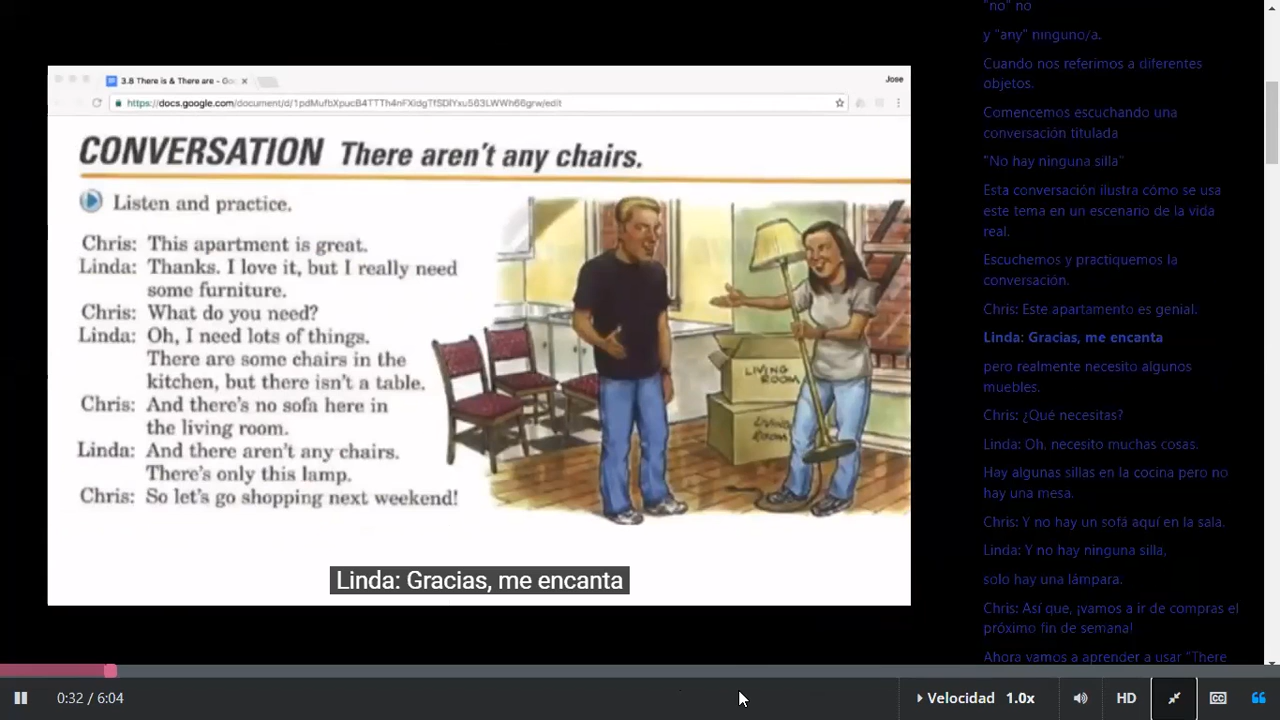 3.8 There is & There are - Go
Jose
https://docs.google.com/document/d/1pdMufbXpucB4TTTh4nFXidgTfSDlYxu563LWWh66grw/edit
CONVERSATION There aren't any chairs.
Listen and practice.
Chris: This apartment is great.
Linda: Thanks. I love it, but I really need
some furniture.
Chris: What do you need?
Linda: Oh, I need lots of things.
There are some chairs in the
kitchen, but there isn't a table.
Chris: And there's no sofa here in
the living room.
Linda: And there aren't any chairs.
There's only this lamp.
Chris: So let's go shopping next weekend!
LIVING
ROOM
LIVING
ROOM
Linda: Gracias, me encanta
"no" no
y "any" ninguno/a.
Cuando nos referimos a diferentes
objetos.
Comencemos escuchando una
conversación titulada
"No hay ninguna silla"
Esta conversación ilustra cómo se usa
este tema en un escenario de la vida
real.
Escuchemos y practiquemos la
conversación.
Chris: Este apartamento es genial.
Linda: Gracias, me encanta
pero realmente necesito algunos
muebles.
Chris: ¿Qué necesitas?
Linda: Oh, necesito muchas cosas.
Hay algunas sillas en la cocina pero no
hay una mesa.
Chris: Y no hay un sofá aquí en la sala.
Linda: Y no hay ninguna silla,
solo hay una lámpara.
Chris: Así que, ¡vamos a ir de compras el
próximo fin de semana!
Ahora vamos a aprender a usar "There
0:32 / 6:04
Velocidad 1.0x
HD
CC